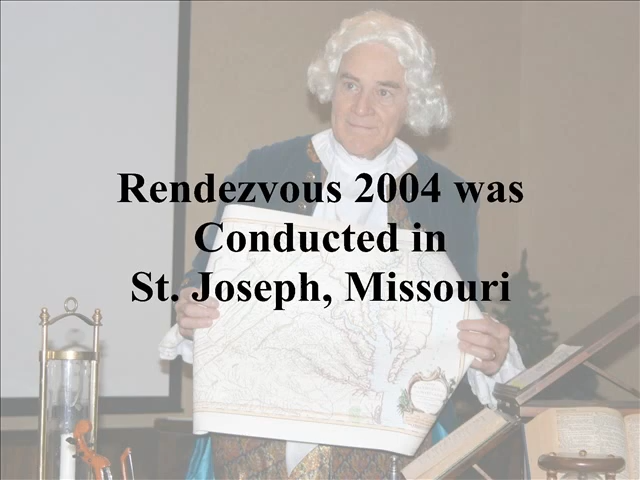 Rendezvous 2004 was
Conducted in
St. Joseph, Missouri